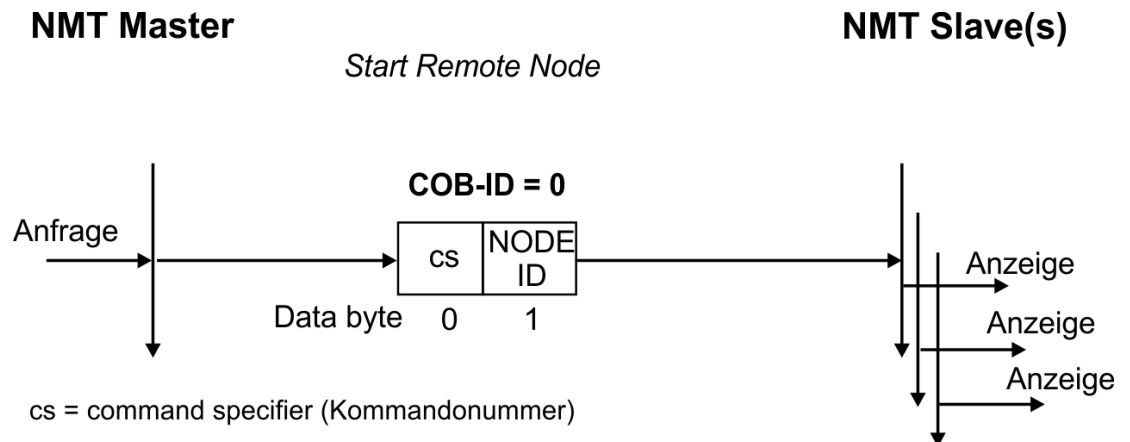 NMT Master
NMT Slave(s)
Start Remote Node
COB-ID = 0
Anfrage
cs
NODE
ID
Data byte 0 1
Anzeige
Anzeige
Anzeige
cs = command specifier (Kommandonummer)